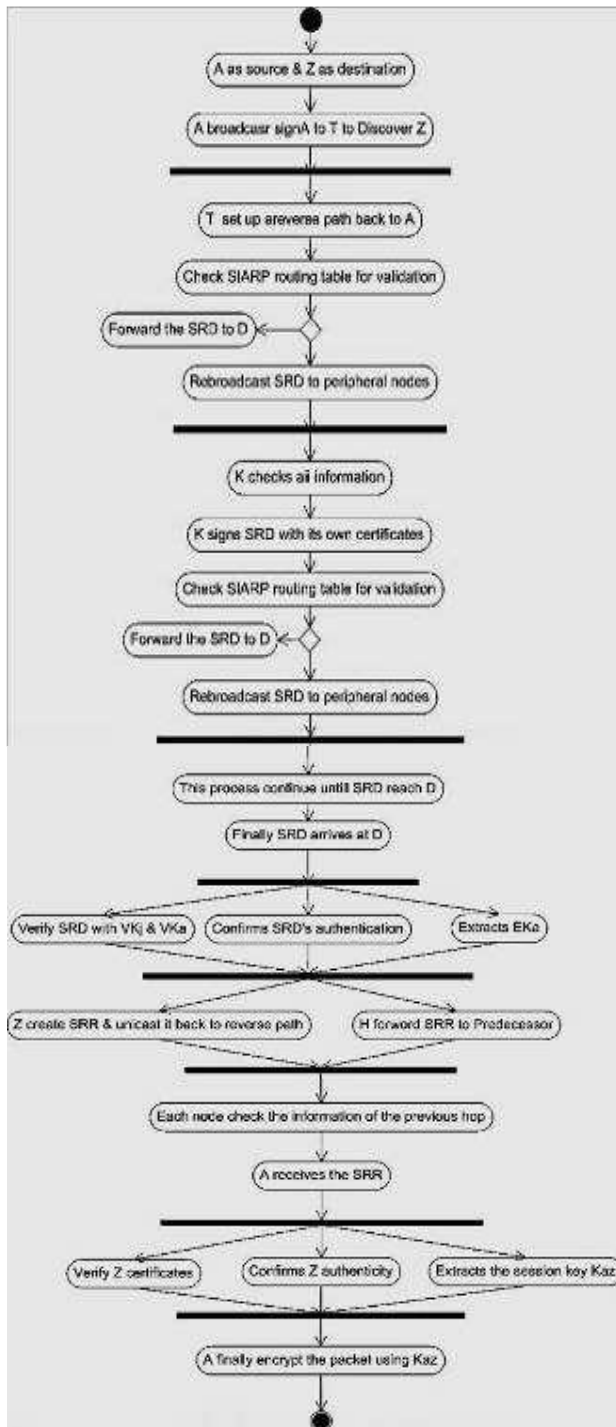 A as source & Z as destination
A broadcasr signA to T to Discover Z
T set up areverse path back to A
Check SIARP routing table for validation
Forward the SRD to D
Rebroadcast SRD to peripheral nodes
K checks aii information
K signs SRD with its own certificates
Check SIARP routing table for validation
Forward the SRD to D
Rebroadcast SRD to peripheral nodes
This process continue untill SRD reach D
Finally SRD arrives at D
Verify SRD with VKj & VKa
Confirms SRD's authentication
Extracts EKa
Z create SRR & unicast it back to reverse path
H forward SRR to Predecessor
Each node check the information of the previous hop
A receives the SRR
Verify Z certificates
Confirms Z authenticity
Extracts the session key Kaz
A finally encrypt the packet using Kaz